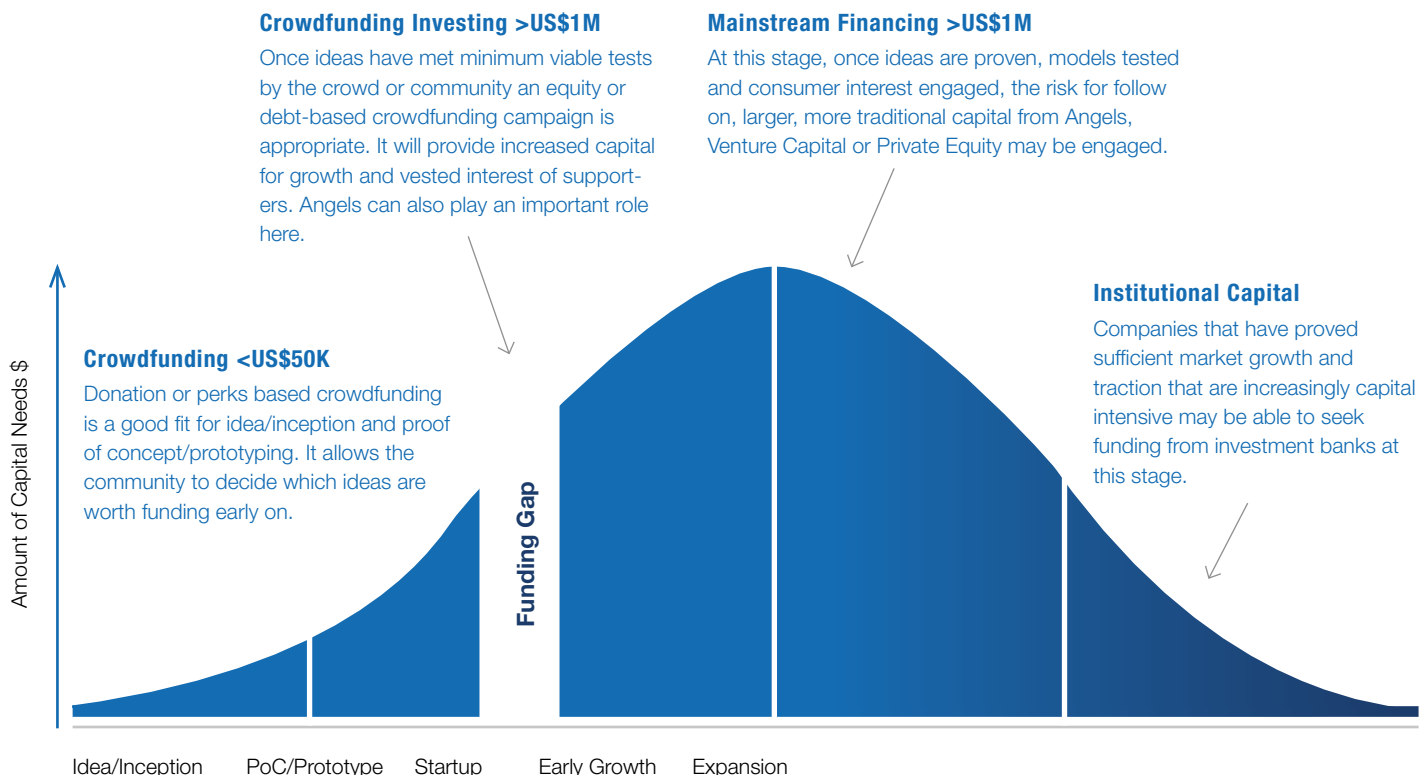 Crowdfunding Investing >US$1M
Once ideas have met minimum viable tests
by the crowd or community an equity or
debt-based crowdfunding campaign is
appropriate. It will provide increased capital
for growth and vested interest of support-
ers. Angels can also play an important role
here.
Mainstream Financing >US$1M
At this stage, once ideas are proven, models tested
and consumer interest engaged, the risk for follow
on, larger, more traditional capital from Angels,
Venture Capital or Private Equity may be engaged.
Institutional Capital
Companies that have proved
sufficient market growth and
traction that are increasingly capital
intensive may be able to seek
funding from investment banks at
this stage.
Crowdfunding <US$50K
Donation or perks based crowdfunding
is a good fit for idea/inception and proof
of concept/prototyping. It allows the
community to decide which ideas are
worth funding early on.
Amount of Capital Needs $
Funding Gap
Idea/Inception PoC/Prototype Startup Early Growth Expansion